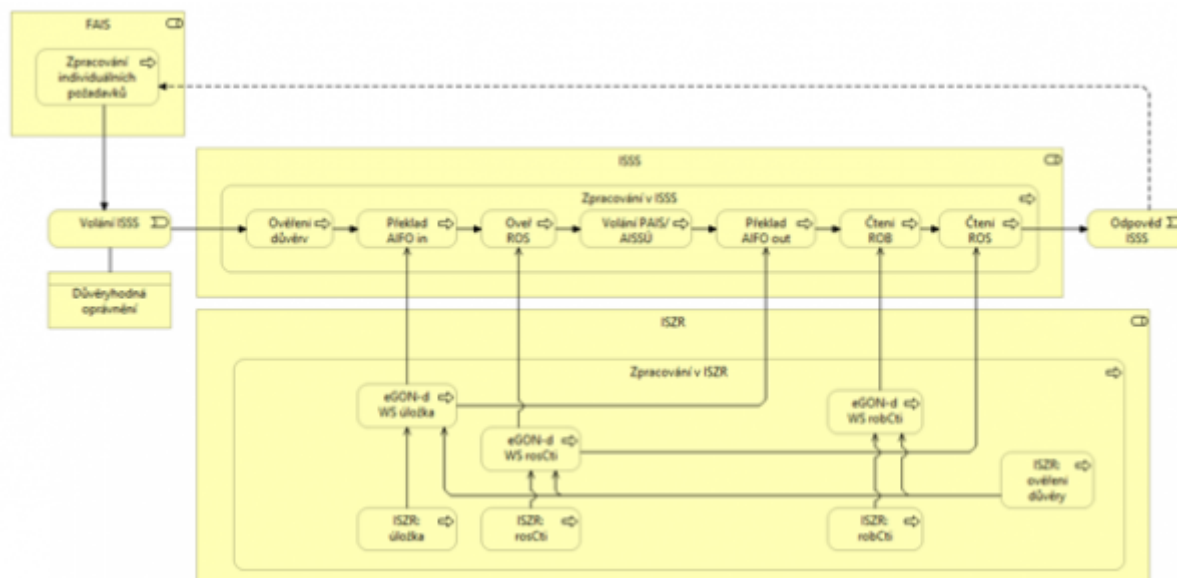 FAIS
Zpracování
individuálních
požadavků
ISSS
Zpracování v ISSS
Volání ISSS
Ověření
důvěry
Překlad
AIFO in
Oveř
ROS
Volání PAIS/
AISSÚ
Překlad
AIFO out
Čtení
ROB
Čtení
ROS
Odpověď
ISSS
Důvěryhodná
oprávnění
ISZR
Zpracování v ISZR
eGON-d
WS úložka
eGON-d
WS robCti
eGON-d
WS rosCti
ISZR:
ověření
důvěry
ISZR:
úložka
ISZR:
rosCti
ISZR:
robCti